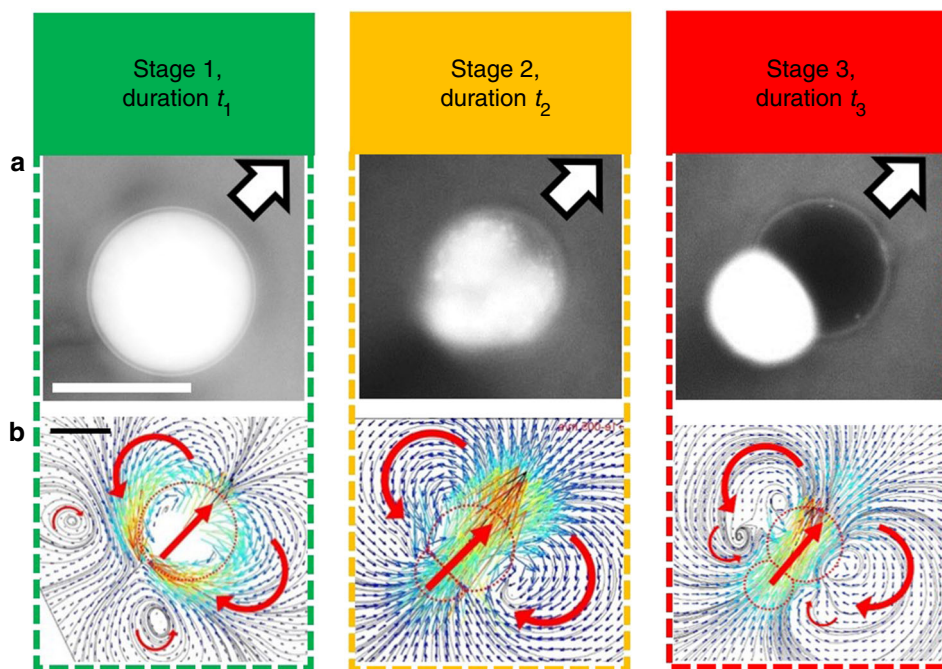 Stage 1,
duration t1
Stage 2,
duration t2
Stage 3,
duration t3
a
b